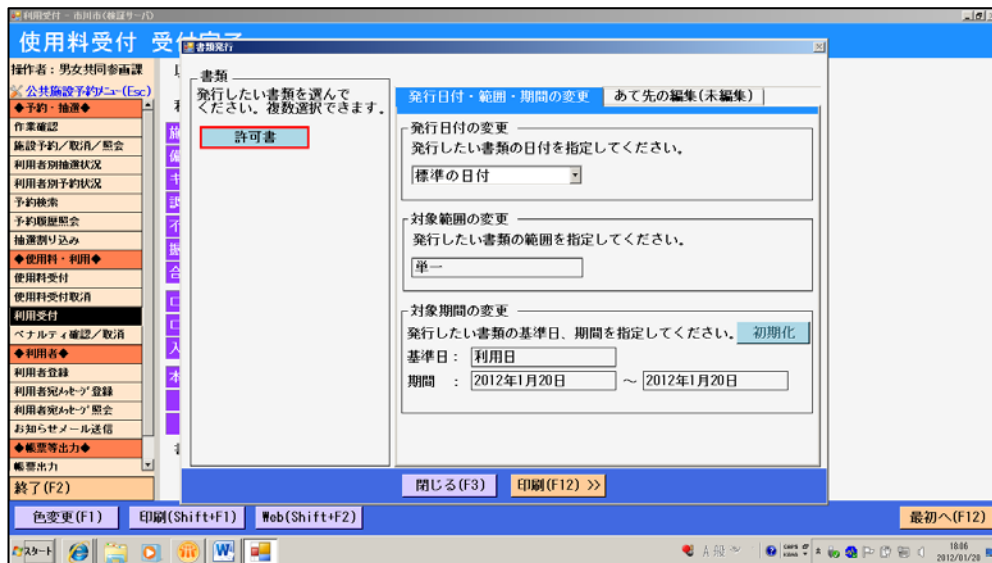 利用受付 - 市川市(検証サーバ)
使用料受付 受付完了
操作者：男女共同参画課
公共施設予約メニュー(Esc)
◆予約・抽選◆
作業確認
施設予約/取消/照会
利用者別抽選状況
利用者別予約状況
予約検索
予約履歴照会
抽選割り込み
◆使用料・利用◆
使用料受付
使用料受付取消
利用受付
ペナルティ確認/取消
◆利用者◆
利用者登録
利用者宛メッセージ登録
利用者宛メッセージ照会
お知らせメール送信
◆帳票等出力◆
帳票出力
終了(F2)
書類発行
書類
発行したい書類を選んで
ください。複数選択できます。
許可書
発行日付・範囲・期間の変更
あて先の編集(未編集)
発行日付の変更
発行したい書類の日付を指定してください。
標準の日付
対象範囲の変更
発行したい書類の範囲を指定してください。
単一
対象期間の変更
発行したい書類の基準日、期間を指定してください。
初期化
基準日： 利用日
期間 ： 2012年1月20日 ～ 2012年1月20日
閉じる(F3)
印刷(F12) >>
色変更(F1)
印刷(Shift+F1)
Web(Shift+F2)
最初へ(F12)
スタート
A 般
CAPS
KANA
18:06
2012/01/20